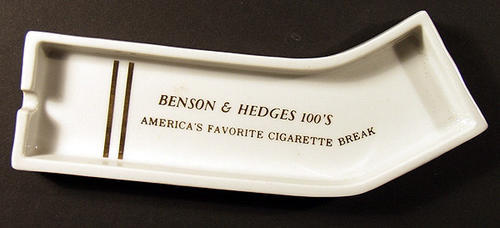 BENSON & HEDGES 100'S
AMERICA'S FAVORITE CIGARETTE BREAK